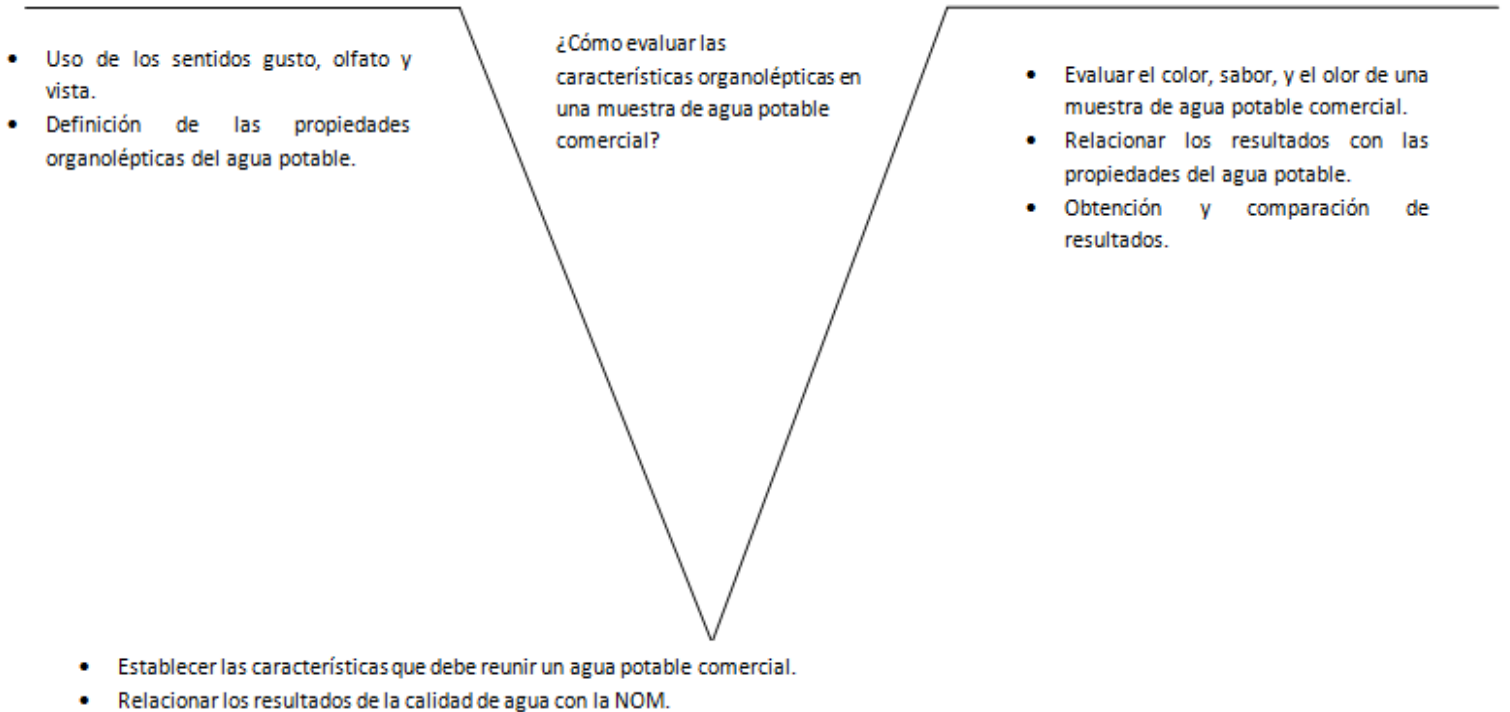 • Uso de los sentidos gusto, olfato y
vista.
• Definición de las propiedades
organolépticas del agua potable.
¿Cómo evaluar las
características organolépticas en
una muestra de agua potable
comercial?
• Evaluar el color, sabor, y el olor de una
muestra de agua potable comercial.
• Relacionar los resultados con las
propiedades del agua potable.
• Obtención y comparación de
resultados.
• Establecer las características que debe reunir un agua potable comercial.
• Relacionar los resultados de la calidad de agua con la NOM.